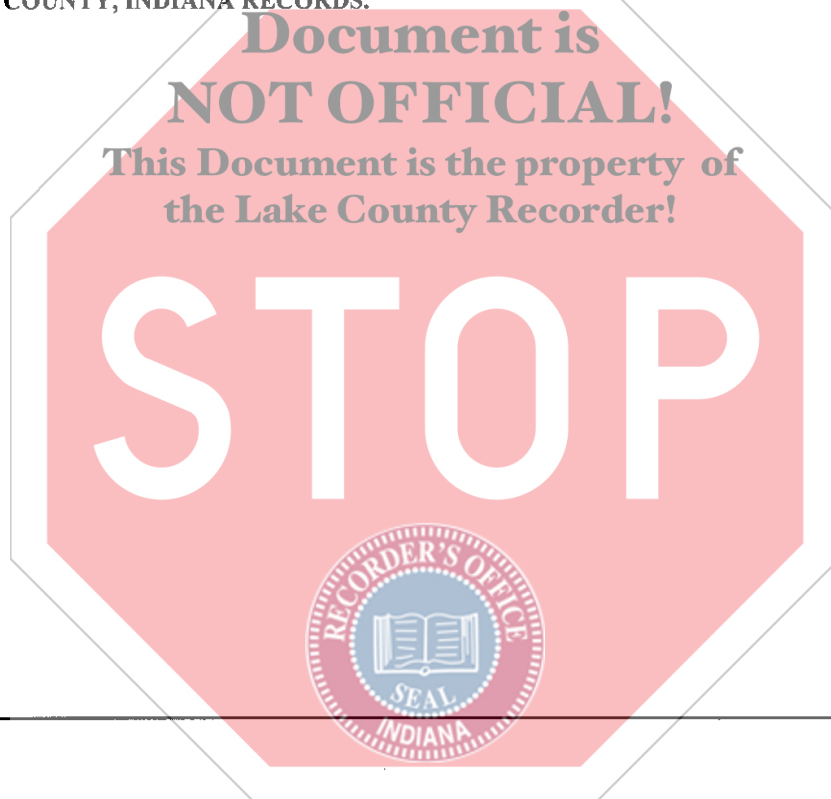 COUNTY, INDIANA RECORDS.
Document is
NOT OFFICIAL!
This Document is the property of
the Lake County Recorder!
STOP
RECORDER'S OFFICE
SEAL
INDIANA